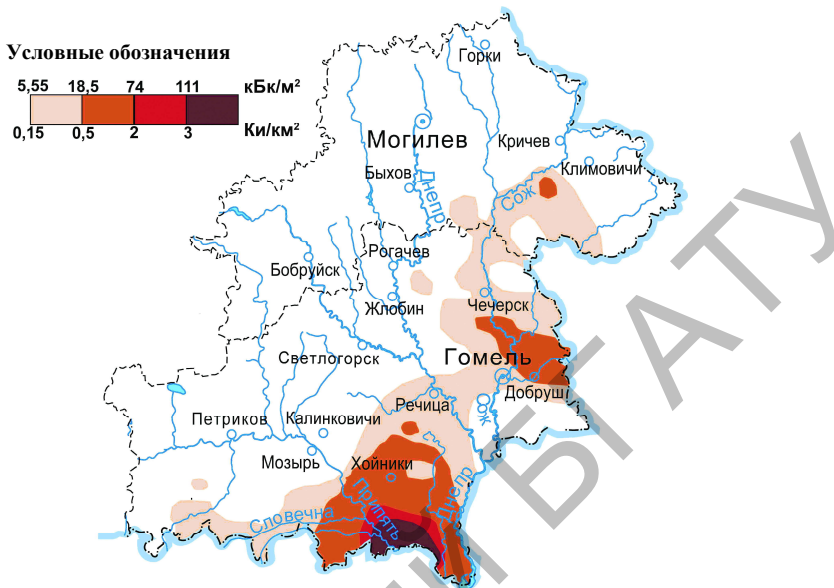 Условные обозначения
5,55 18,5 74 111 кБк/м²
0,15 0,5 2 3 Ки/км²
Горки
Могилев
Кричев
Климовичи
Быхов
Днепр
Сож
Рогачев
Бобруйск
Чечерск
Жлобин
Светлогорск
Гомель
Добруш
Речица
Сож
Петриков
Калинковичи
Мозырь
Хойники
Припять
Днепр
Словечна
БГАТУ